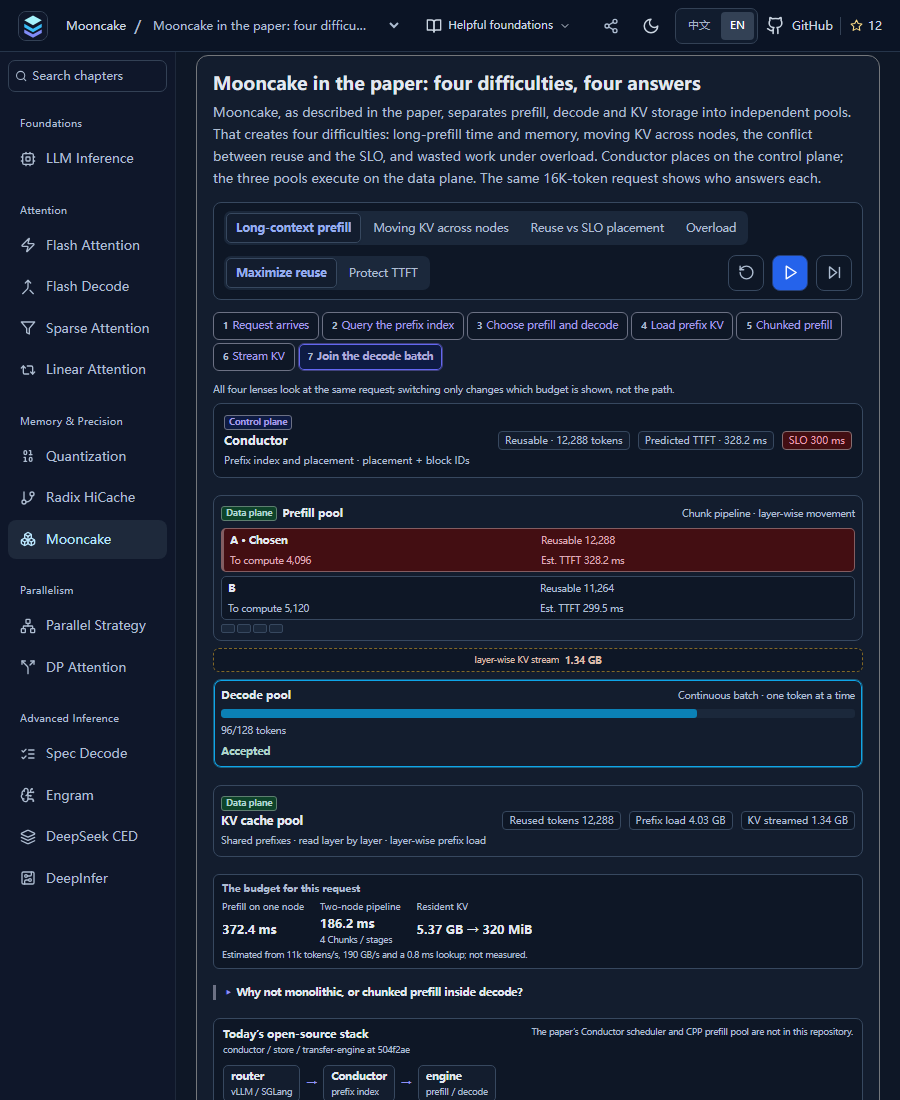 Mooncake / Mooncake in the paper: four difficu... Helpful foundations 中文 EN GitHub 12
Search chapters
Foundations
LLM Inference
Attention
Flash Attention
Flash Decode
Sparse Attention
Linear Attention
Memory & Precision
Quantization
Radix HiCache
Mooncake
Parallelism
Parallel Strategy
DP Attention
Advanced Inference
Spec Decode
Engram
DeepSeek CED
DeepInfer
Mooncake in the paper: four difficulties, four answers
Mooncake, as described in the paper, separates prefill, decode and KV storage into independent pools.
That creates four difficulties: long-prefill time and memory, moving KV across nodes, the conflict
between reuse and the SLO, and wasted work under overload. Conductor places on the control plane;
the three pools execute on the data plane. The same 16K-token request shows who answers each.
Long-context prefill Moving KV across nodes Reuse vs SLO placement Overload
Maximize reuse Protect TTFT
1 Request arrives 2 Query the prefix index 3 Choose prefill and decode 4 Load prefix KV 5 Chunked prefill
6 Stream KV 7 Join the decode batch
All four lenses look at the same request; switching only changes which budget is shown, not the path.
Control plane
Conductor
Prefix index and placement · placement + block IDs
Reusable · 12,288 tokens Predicted TTFT · 328.2 ms SLO 300 ms
Data plane Prefill pool Chunk pipeline · layer-wise movement
A • Chosen Reusable 12,288
To compute 4,096 Est. TTFT 328.2 ms
B Reusable 11,264
To compute 5,120 Est. TTFT 299.5 ms
layer-wise KV stream 1.34 GB
Decode pool Continuous batch · one token at a time
96/128 tokens
Accepted
Data plane
KV cache pool
Shared prefixes · read layer by layer · layer-wise prefix load
Reused tokens 12,288 Prefix load 4.03 GB KV streamed 1.34 GB
The budget for this request
Prefill on one node Two-node pipeline Resident KV
372.4 ms 186.2 ms 5.37 GB → 320 MiB
4 Chunks / stages
Estimated from 11k tokens/s, 190 GB/s and a 0.8 ms lookup; not measured.
Why not monolithic, or chunked prefill inside decode?
Today's open-source stack The paper's Conductor scheduler and CPP prefill pool are not in this repository.
conductor / store / transfer-engine at 504f2ae
router → Conductor → engine
vLLM / SGLang prefix index prefill / decode